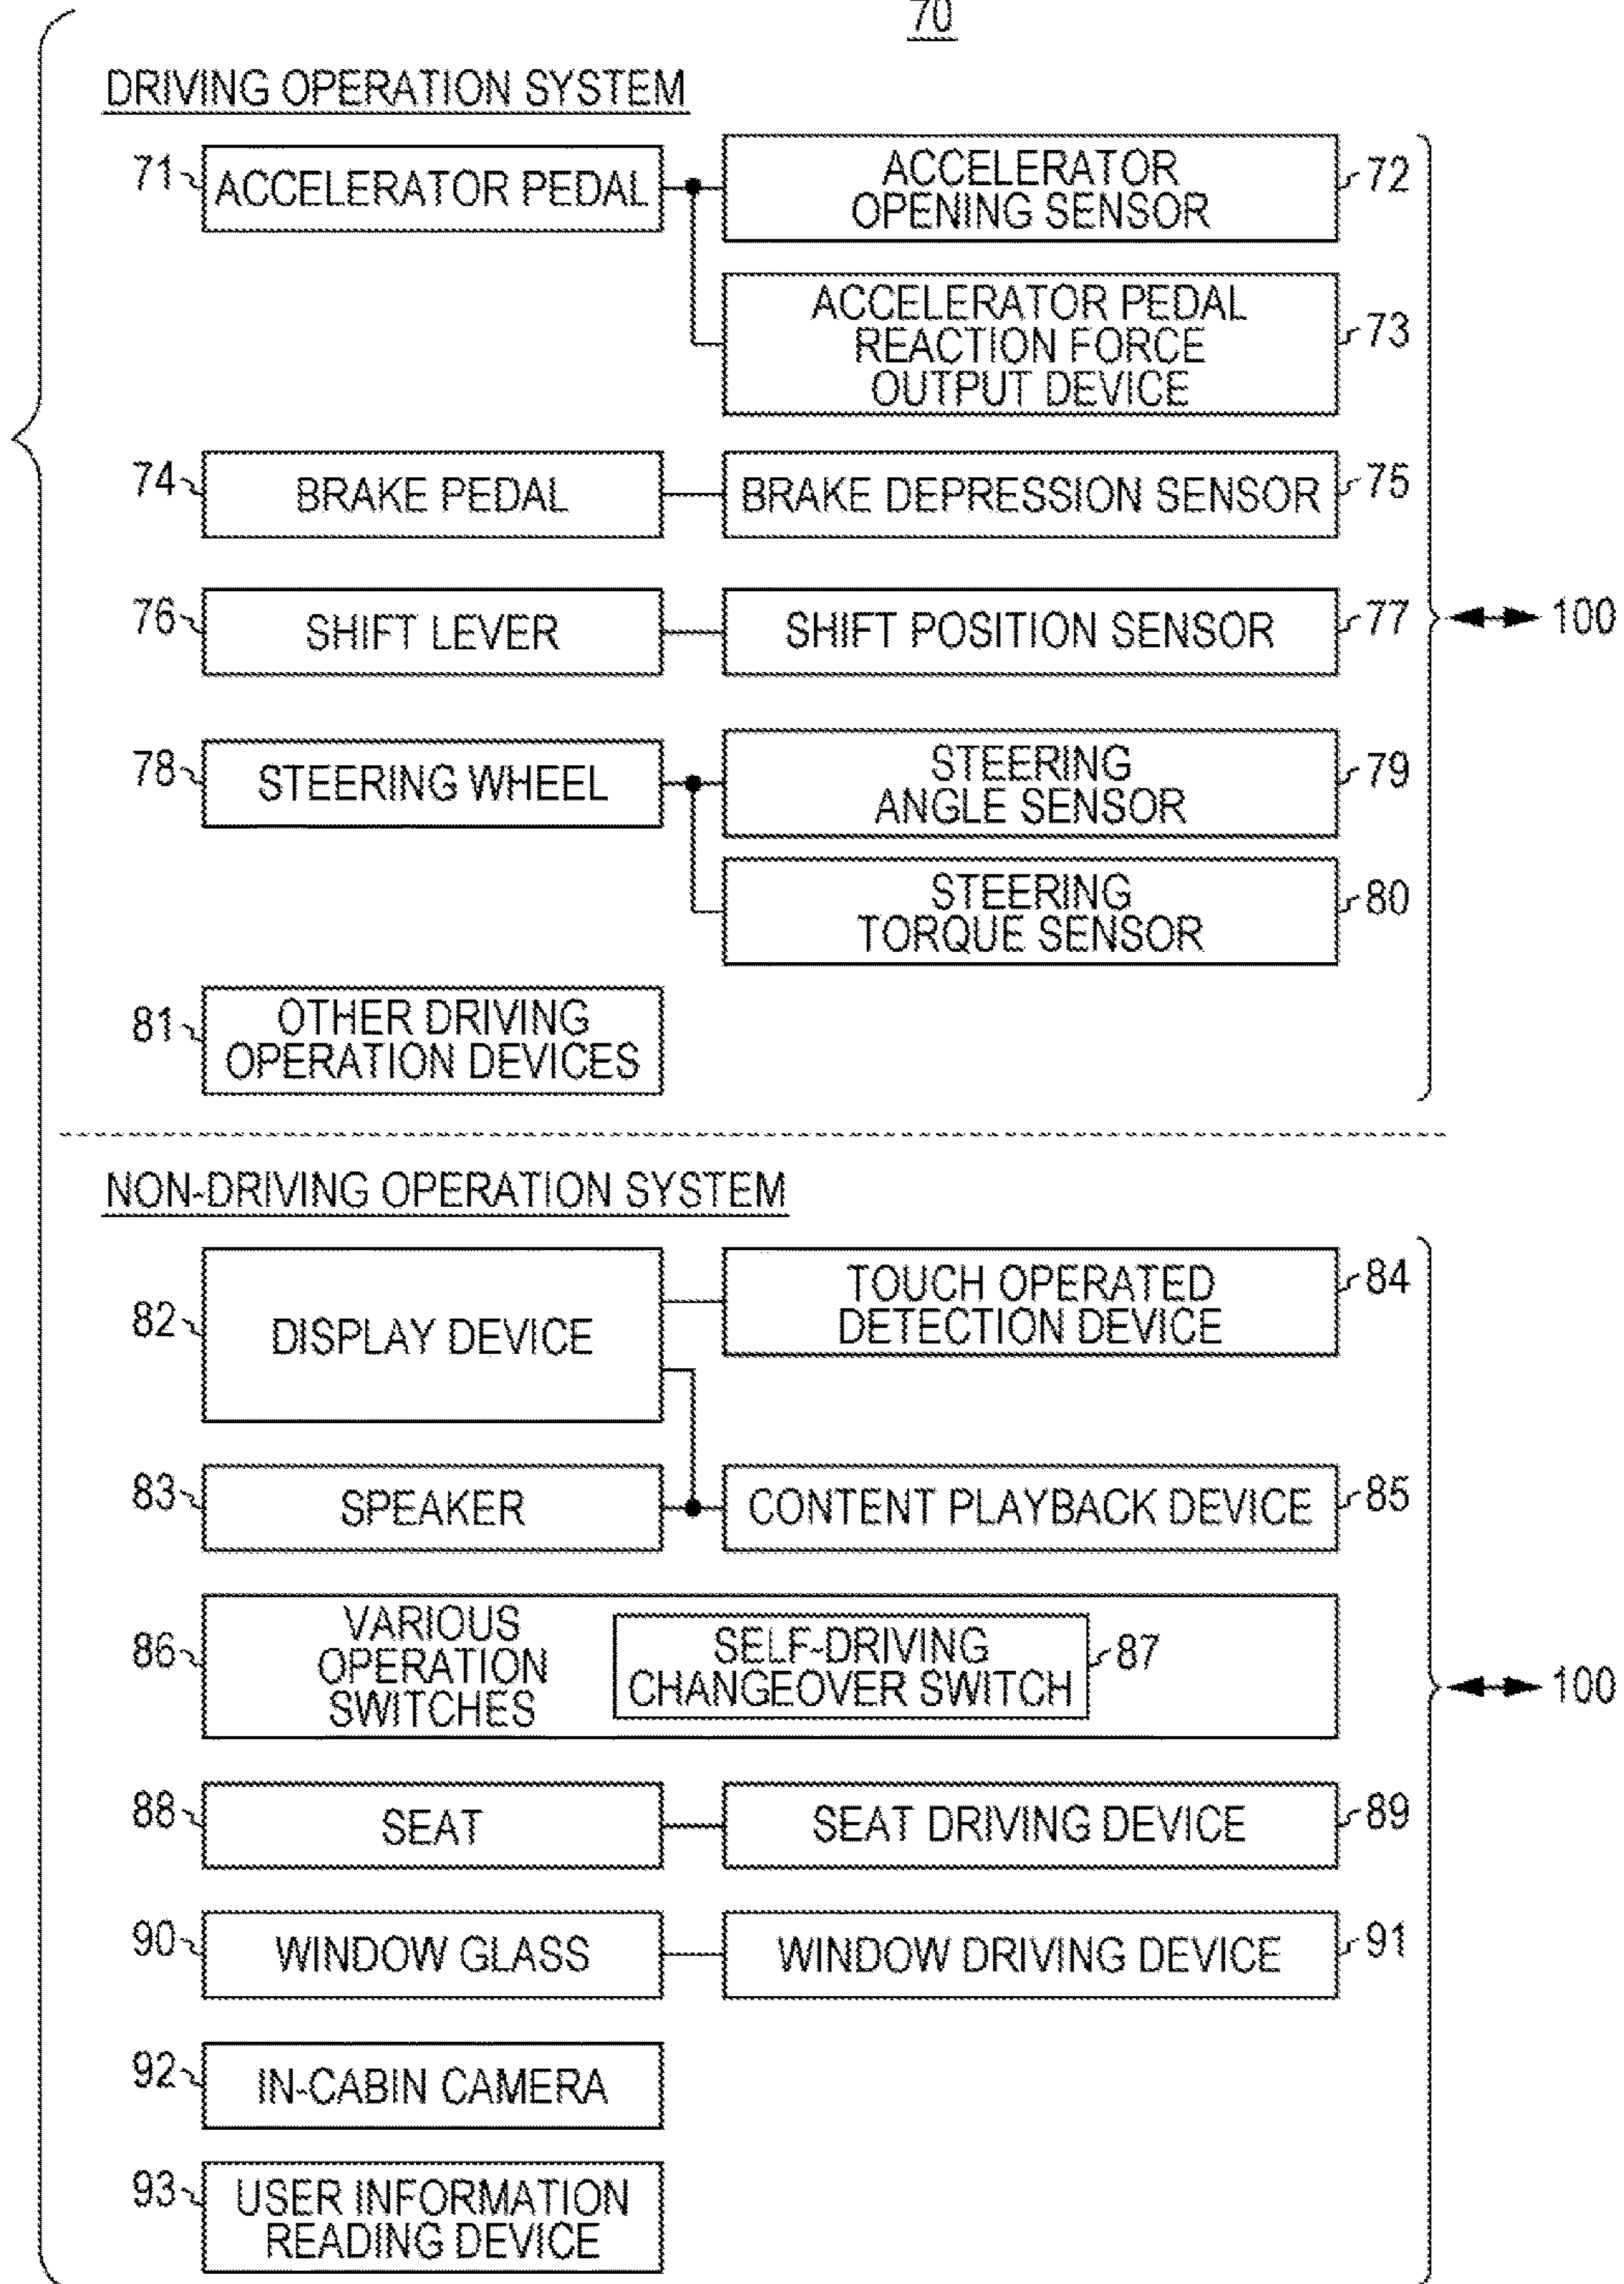 70
DRIVING OPERATION SYSTEM
71
ACCELERATOR PEDAL
ACCELERATOR
OPENING SENSOR
72
ACCELERATOR PEDAL
REACTION FORCE
OUTPUT DEVICE
73
74
BRAKE PEDAL
BRAKE DEPRESSION SENSOR
75
76
SHIFT LEVER
SHIFT POSITION SENSOR
77
100
78
STEERING WHEEL
STEERING
ANGLE SENSOR
79
STEERING
TORQUE SENSOR
80
81
OTHER DRIVING
OPERATION DEVICES
NON-DRIVING OPERATION SYSTEM
82
DISPLAY DEVICE
TOUCH OPERATED
DETECTION DEVICE
84
83
SPEAKER
CONTENT PLAYBACK DEVICE
85
86
VARIOUS
OPERATION
SWITCHES
SELF-DRIVING
CHANGEOVER SWITCH
87
100
88
SEAT
SEAT DRIVING DEVICE
89
90
WINDOW GLASS
WINDOW DRIVING DEVICE
91
92
IN-CABIN CAMERA
93
USER INFORMATION
READING DEVICE